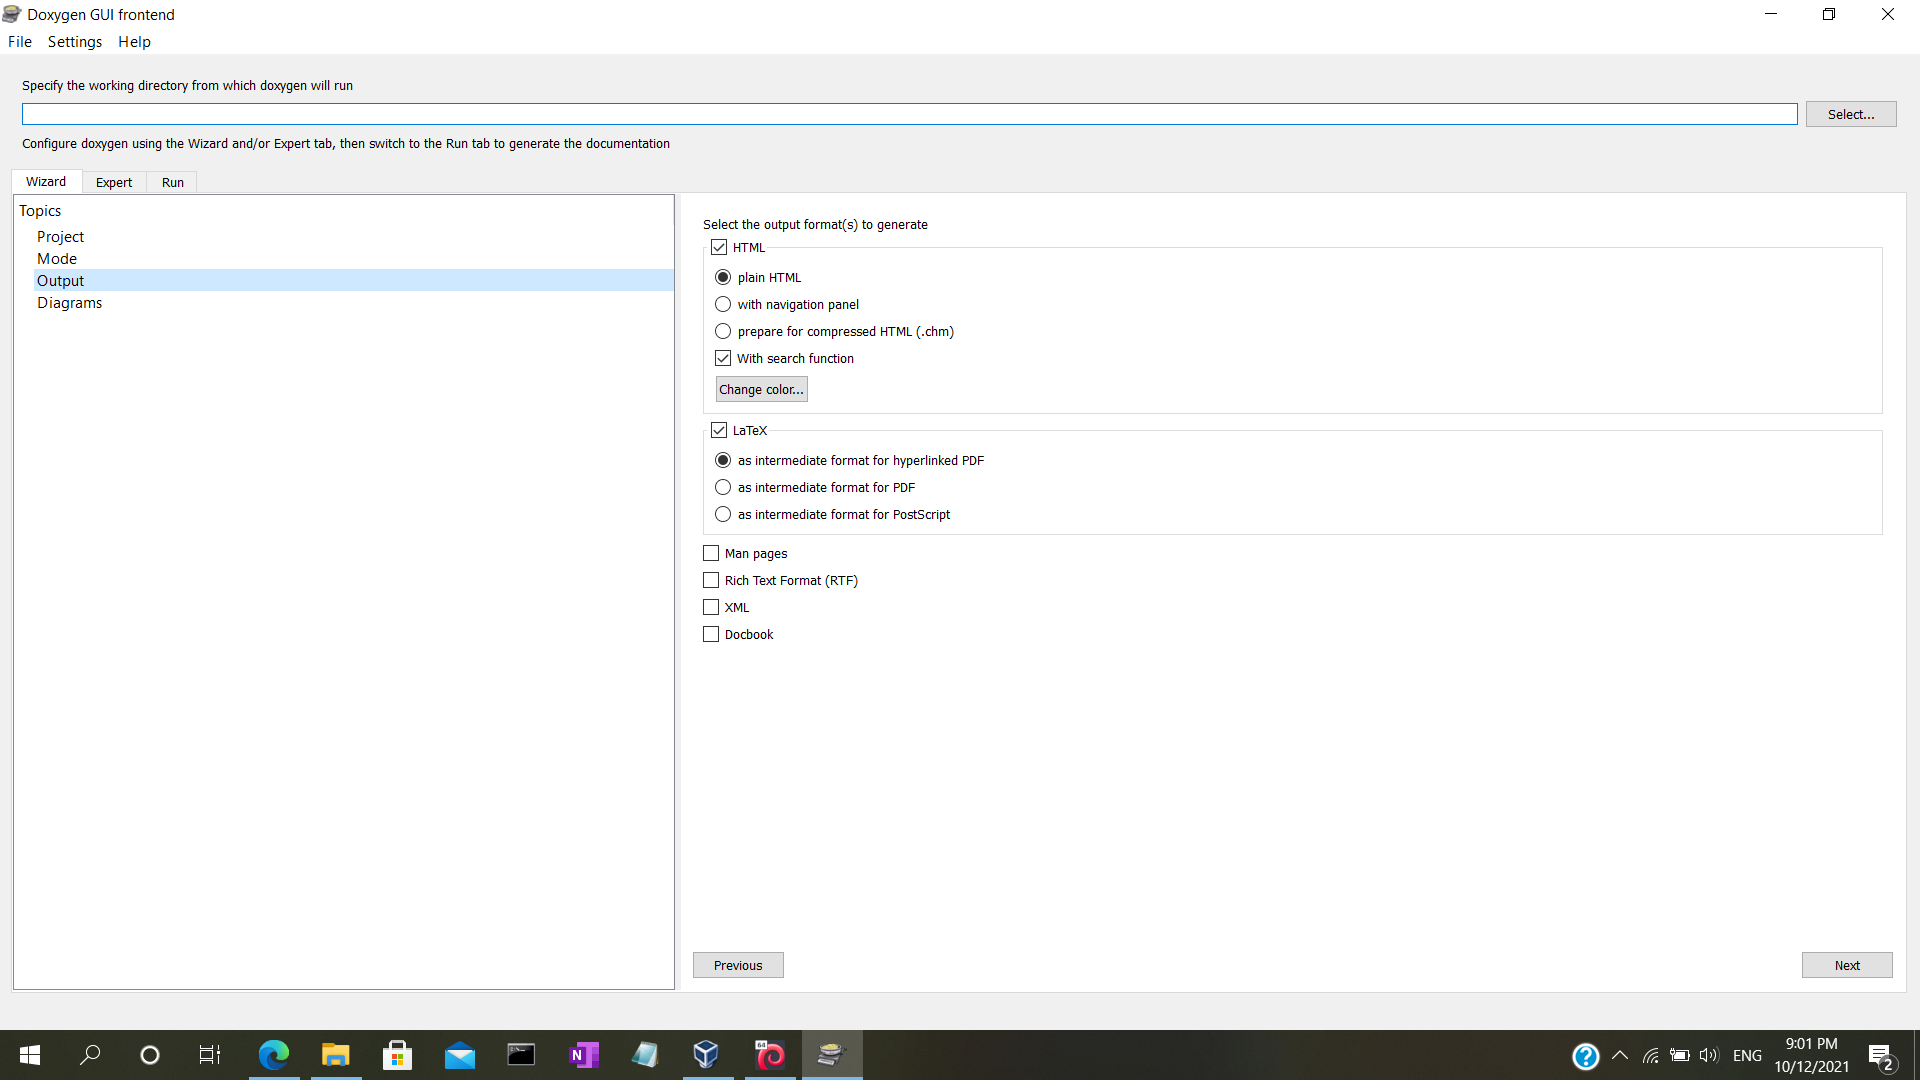 Doxygen GUI frontend
File Settings Help
Specify the working directory from which doxygen will run
Select...
Configure doxygen using the Wizard and/or Expert tab, then switch to the Run tab to generate the documentation
Wizard Expert Run
Topics
Project
Mode
Output
Diagrams
Select the output format(s) to generate
HTML
plain HTML
with navigation panel
prepare for compressed HTML (.chm)
With search function
Change color...
LaTeX
as intermediate format for hyperlinked PDF
as intermediate format for PDF
as intermediate format for PostScript
Man pages
Rich Text Format (RTF)
XML
Docbook
Previous
Next
N
64
ENG
9:01 PM
10/12/2021
2